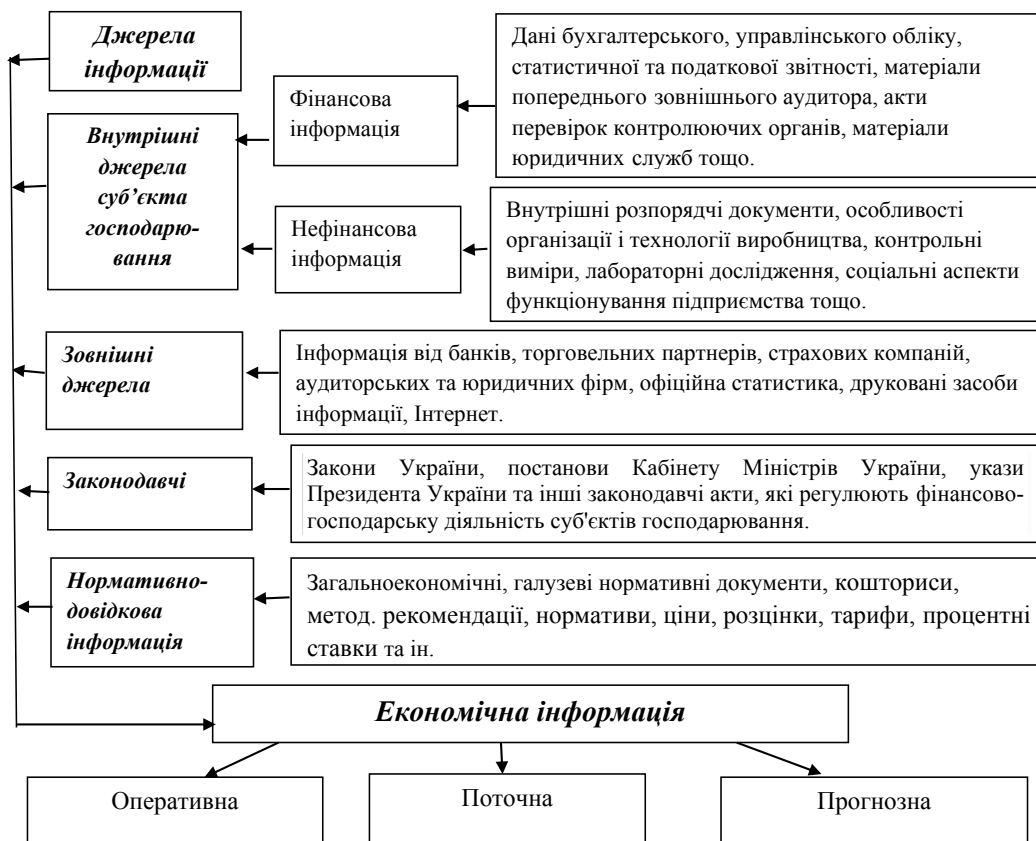 Джерела
інформації
Дані бухгалтерського, управлінського обліку,
статистичної та податкової звітності, матеріали
попереднього зовнішнього аудитора, акти
перевірок контролюючих органів, матеріали
юридичних служб тощо.
Фінансова
інформація
Внутрішні
джерела
суб’єкта
господарю-
вання
Нефінансова
інформація
Внутрішні розпорядчі документи, особливості
організації і технології виробництва, контрольні
виміри, лабораторні дослідження, соціальні аспекти
функціонування підприємства тощо.
Зовнішні
джерела
Інформація від банків, торговельних партнерів, страхових компаній,
аудиторських та юридичних фірм, офіційна статистика, друковані засоби
інформації, Інтернет.
Законодавчі
Закони України, постанови Кабінету Міністрів України, укази
Президента України та інші законодавчі акти, які регулюють фінансово-
господарську діяльність суб'єктів господарювання.
Нормативно-
довідкова
інформація
Загальноекономічні, галузеві нормативні документи, кошториси,
метод. рекомендації, нормативи, ціни, розцінки, тарифи, процентні
ставки та ін.
Економічна інформація
Оперативна
Поточна
Прогнозна